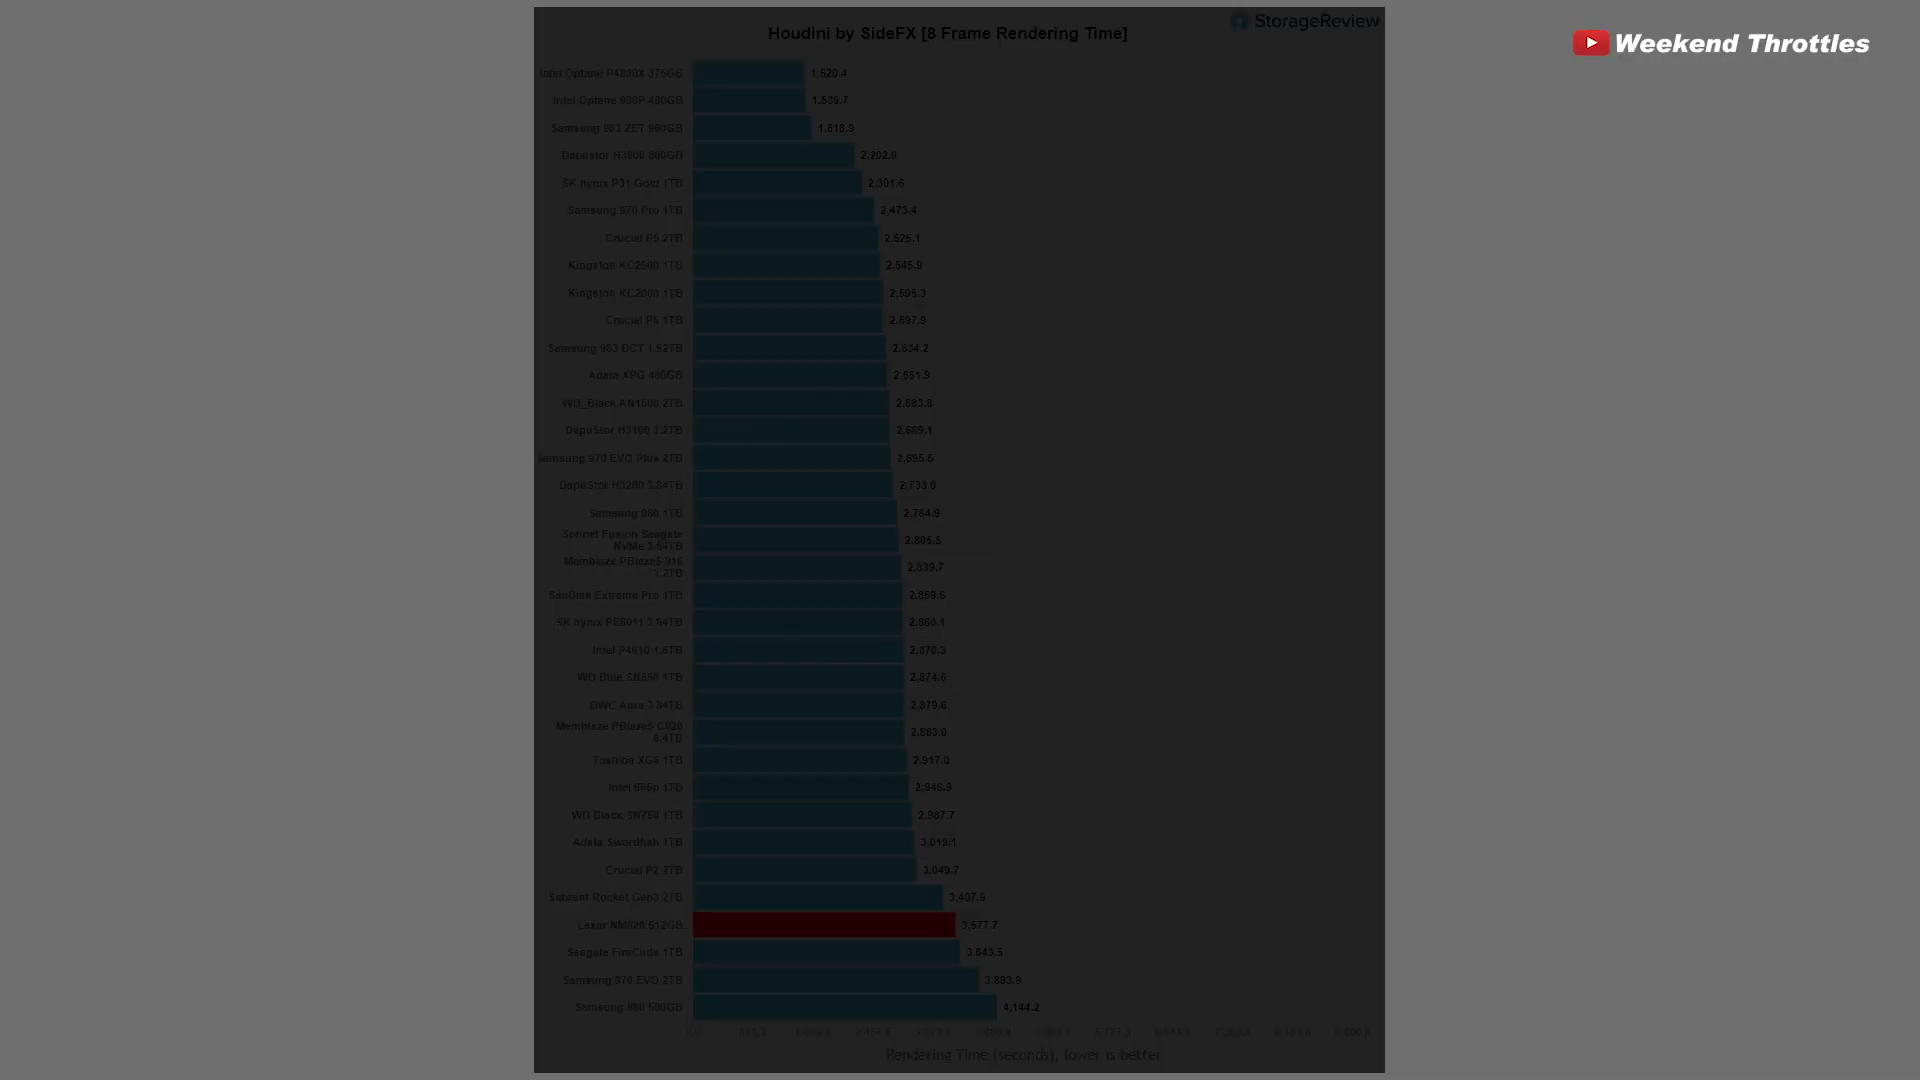 StorageReview
Houdini by SideFX [8 Frame Rendering Time]
Weekend Throttles
Intel Optane P4800X 375GB 1,520.4
Intel Optane 900P 480GB 1,539.7
Samsung 983 ZET 960GB 1,618.9
DapuStor H3900 800GB 2,202.0
SK hynix P31 Gold 1TB 2,301.6
Samsung 970 Pro 1TB 2,473.4
Crucial P5 2TB 2,525.1
Kingston KC2500 1TB 2,545.9
Kingston KC2000 1TB 2,595.3
Crucial P5 1TB 2,597.9
Samsung 983 DCT 1.92TB 2,634.2
Adata XPG 480GB 2,651.9
WD_Black AN1500 2TB 2,683.8
DapuStor H3100 3.2TB 2,689.1
Samsung 970 EVO Plus 2TB 2,695.5
DapuStor H3200 3.84TB 2,733.0
Samsung 980 1TB 2,784.9
Sonnet Fusion Seagate
NVMe 3.84TB 2,805.5
Memblaze PBlaze5 916
3.2TB 2,839.7
SanDisk Extreme Pro 1TB 2,859.5
SK hynix PE6011 3.84TB 2,860.1
Intel P4610 1.6TB 2,870.3
WD Blue SN550 1TB 2,874.6
OWC Aura 3.84TB 2,879.6
Memblaze PBlaze5 C926
6.4TB 2,883.0
Toshiba XG6 1TB 2,917.0
Intel 665p 1TB 2,946.9
WD Black SN750 1TB 2,987.7
Adata Swordfish 1TB 3,019.1
Crucial P2 2TB 3,049.7
Sabrent Rocket Gen3 2TB 3,407.9
Lexar NM620 512GB 3,577.7
Seagate FireCuda 1TB 3,643.5
Samsung 970 EVO 2TB 3,893.9
Samsung 980 500GB 4,144.2
Rendering Time (seconds), lower is better